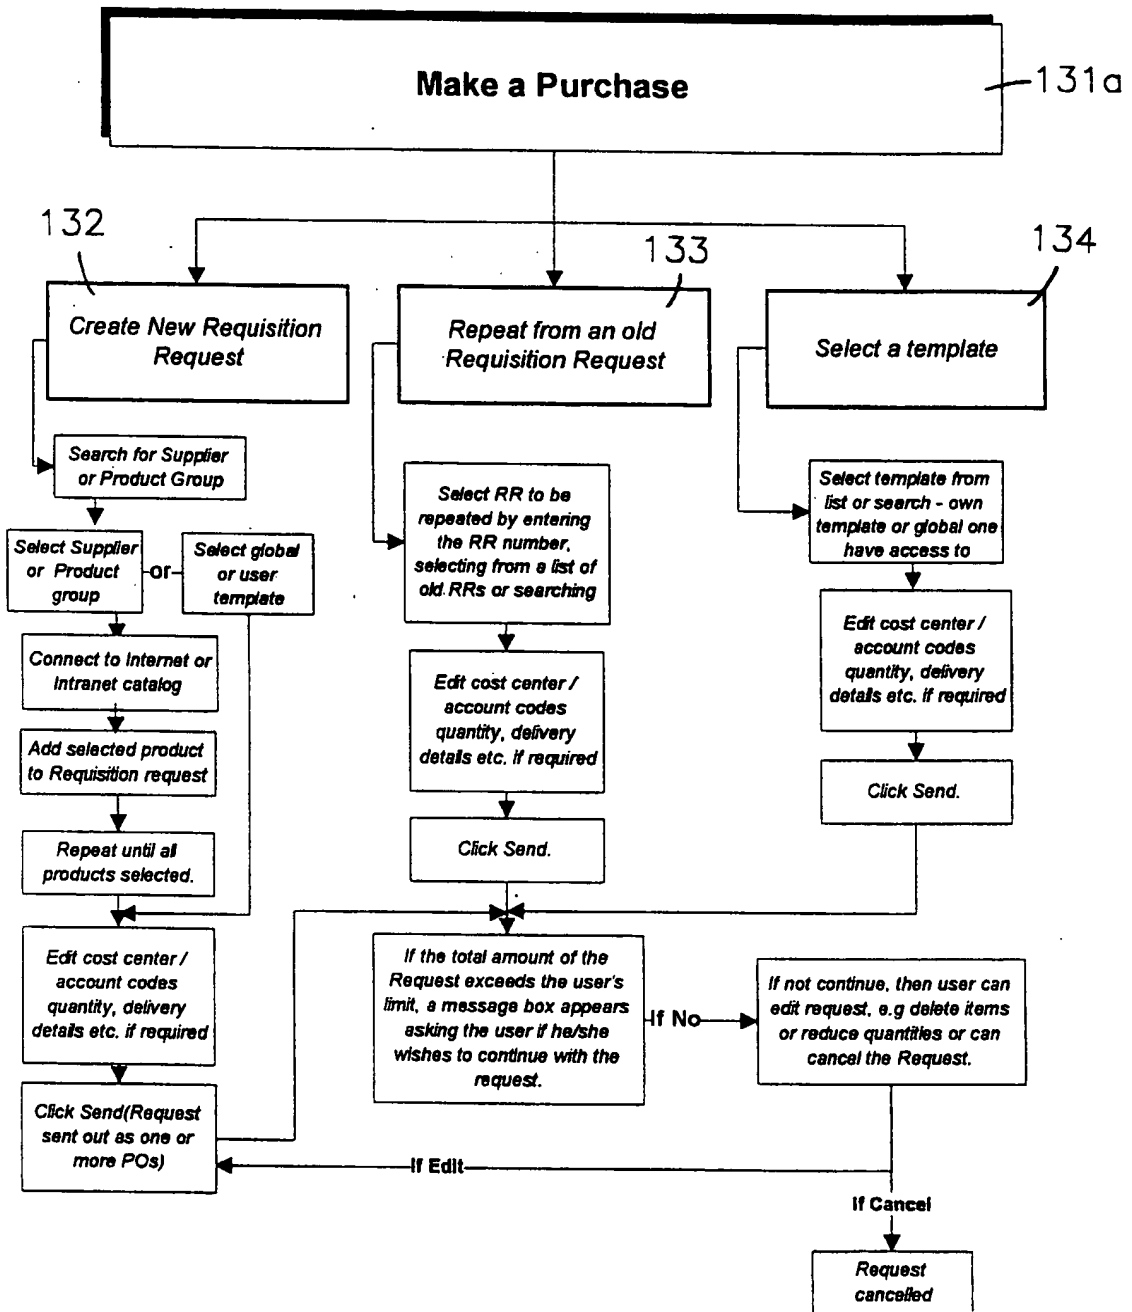 Make a Purchase
131a
132
133
134
Create New Requisition
Request
Repeat from an old
Requisition Request
Select a template
Search for Supplier
or Product Group
Select Supplier
or Product
group
or
Select global
or user
template
Connect to Internet or
Intranet catalog
Add selected product
to Requisition request
Repeat until all
products selected.
Edit cost center /
account codes
quantity, delivery
details etc. if required
Click Send(Request
sent out as one or
more POs)
Select RR to be
repeated by entering
the RR number,
selecting from a list of
old RRs or searching
Edit cost center /
account codes
quantity, delivery
details etc. if required
Click Send.
Select template from
list or search - own
template or global one
have access to
Edit cost center /
account codes
quantity, delivery
details etc. if required
Click Send.
If the total amount of the
Request exceeds the user's
limit, a message box appears
asking the user if he/she
wishes to continue with the
request.
If No
If not continue, then user can
edit request, e.g delete items
or reduce quantities or can
cancel the Request.
If Edit
If Cancel
Request
cancelled